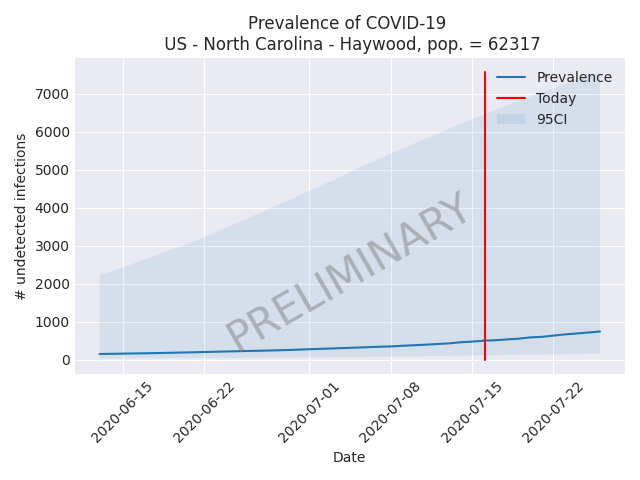 Prevalence of COVID-19
US - North Carolina - Haywood, pop. = 62317
# undetected infections
7000
6000
5000
4000
3000
2000
1000
0
Prevalence
Today
95CI
PRELIMINARY
2020-06-15
2020-06-22
2020-07-01
2020-07-08
2020-07-15
2020-07-22
Date